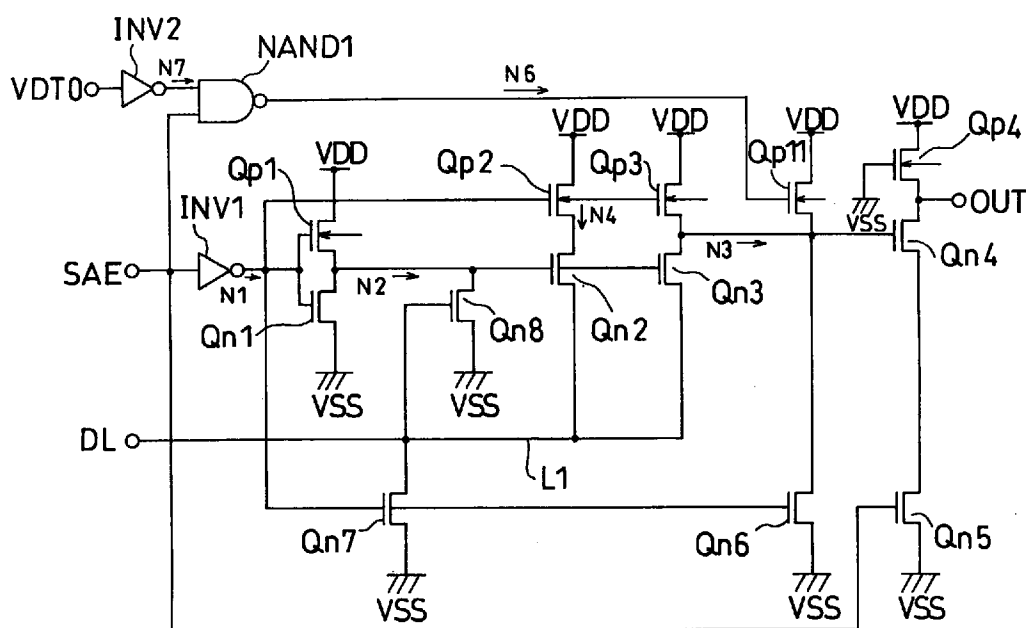 INV2
NAND1
N7
VDT0
N6
VDD
VDD
VDD
VDD
Qp4
Qp1
VDD
Qp2
Qp3
Qp11
INV1
N4
VSS
OUT
SAE
N1
N2
N3
Qn4
Qn1
Qn8
Qn2
Qn3
VSS
VSS
DL
L1
Qn7
Qn6
Qn5
VSS
VSS
VSS